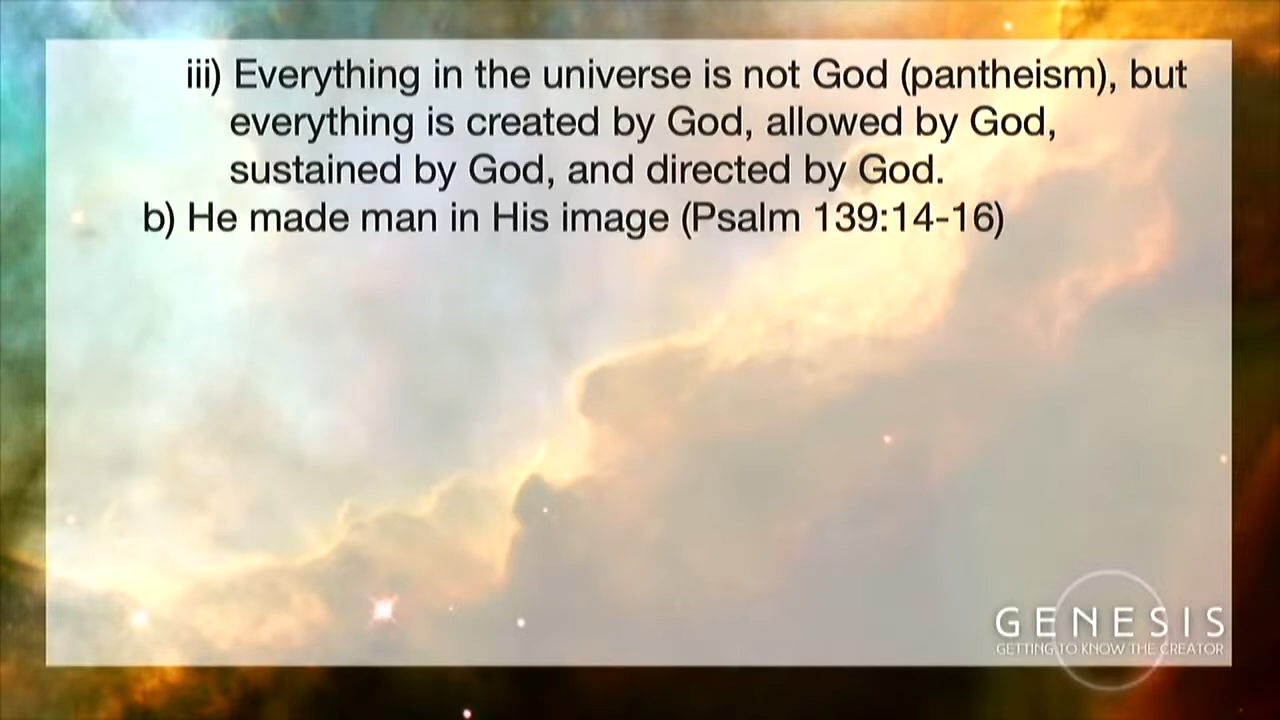 iii) Everything in the universe is not God (pantheism), but
everything is created by God, allowed by God,
sustained by God, and directed by God.
b) He made man in His image (Psalm 139:14-16)
GENESIS
GETTING TO KNOW THE CREATOR